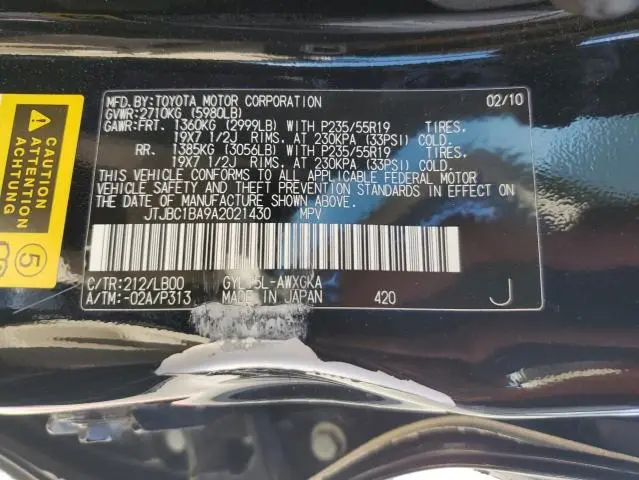 MFD.BY:TOYOTA MOTOR CORPORATION 02/10
GVWR:2710KG (5980LB)
GAWR:FRT. 1360KG (2999LB) WITH P235/55R19 TIRES,
19X7 1/2J RIMS, AT 230KPA (33PSI) COLD.
RR. 1385KG (3056LB) WITH P235/55R19 TIRES,
19X7 1/2J RIMS, AT 230KPA (33PSI) COLD.
THIS VEHICLE CONFORMS TO ALL APPLICABLE FEDERAL MOTOR
VEHICLE SAFETY AND THEFT PREVENTION STANDARDS IN EFFECT ON
THE DATE OF MANUFACTURE SHOWN ABOVE.
JTJBC1BA9A2021430 MPV
C/TR:212/LB00
A/TM:-02A/P313 MADE IN JAPAN 420 J
CAUTION
ACHTUNG
ATTENTION
5